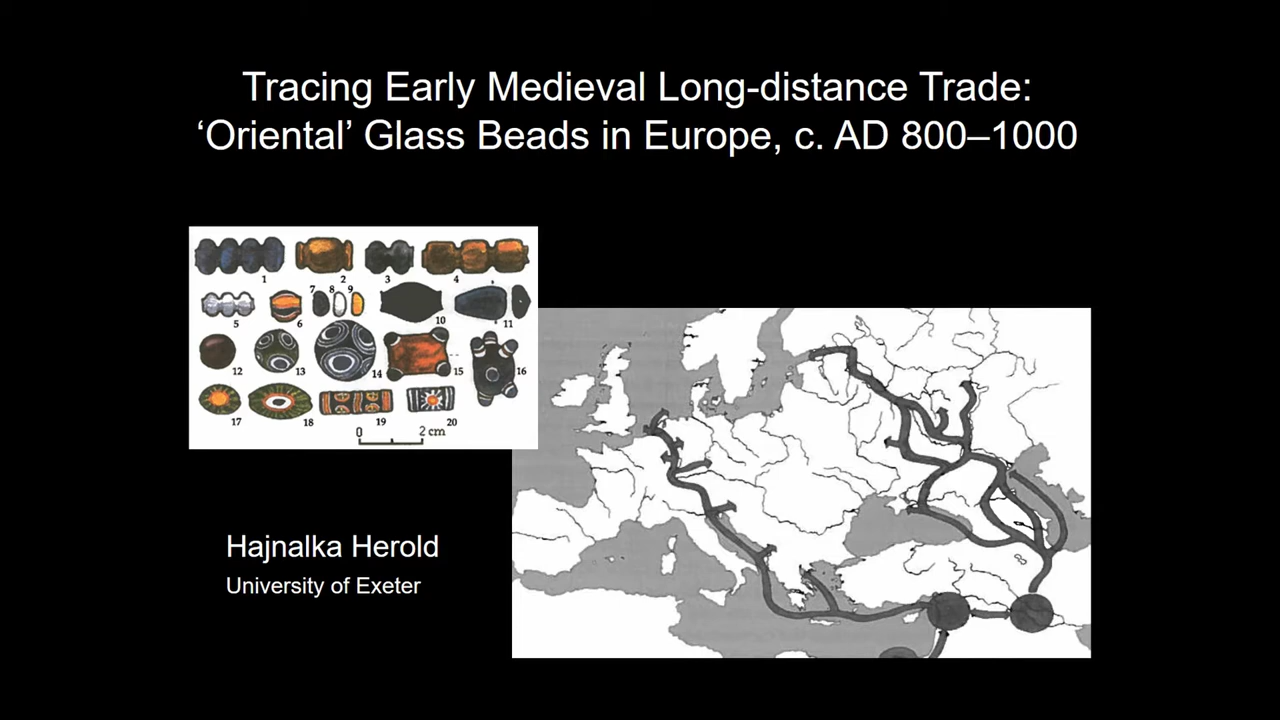 Tracing Early Medieval Long-distance Trade:
‘Oriental’ Glass Beads in Europe, c. AD 800–1000
1 2 3 4
5 6 7 8 9 10 11
12 13 14 15 16
17 18 19 20
0 2 cm
Hajnalka Herold
University of Exeter